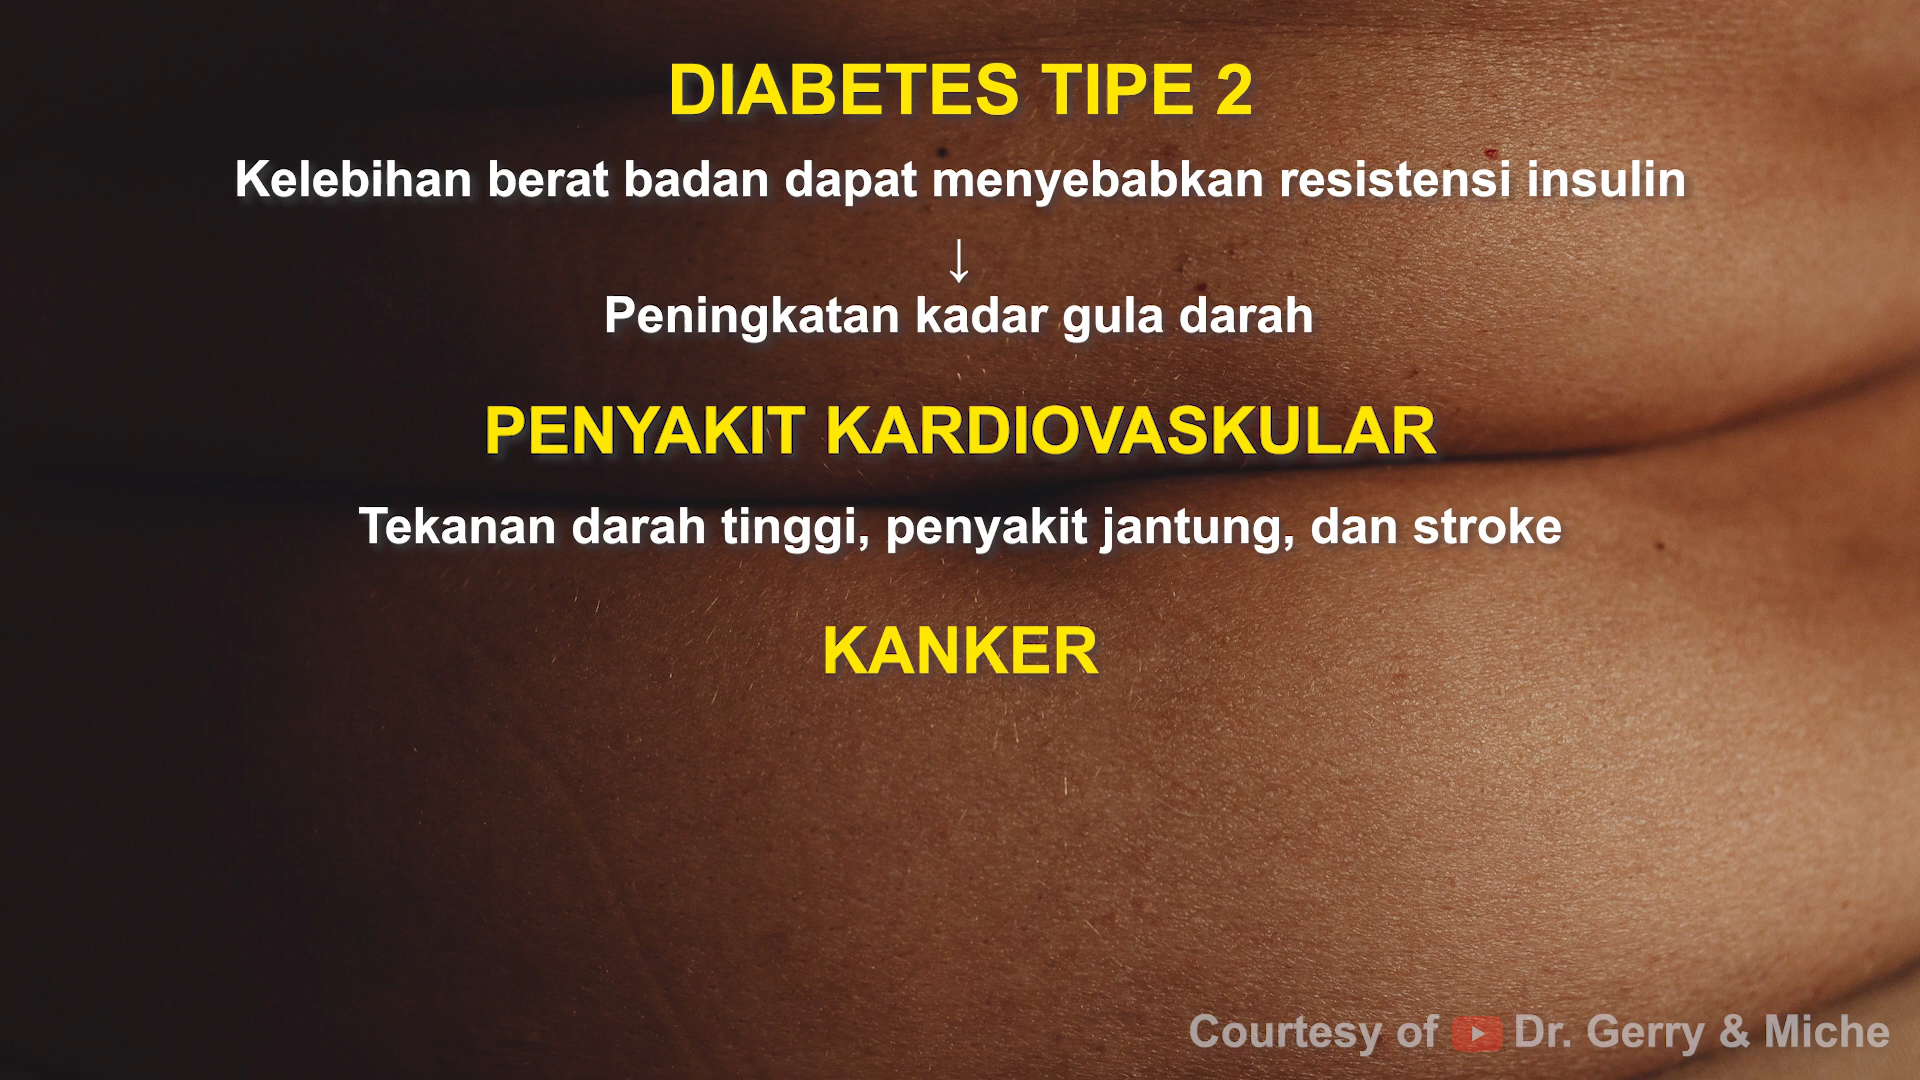 DIABETES TIPE 2
Kelebihan berat badan dapat menyebabkan resistensi insulin
↓
Peningkatan kadar gula darah
PENYAKIT KARDIOVASKULAR
Tekanan darah tinggi, penyakit jantung, dan stroke
KANKER
Courtesy of Dr. Gerry & Miche